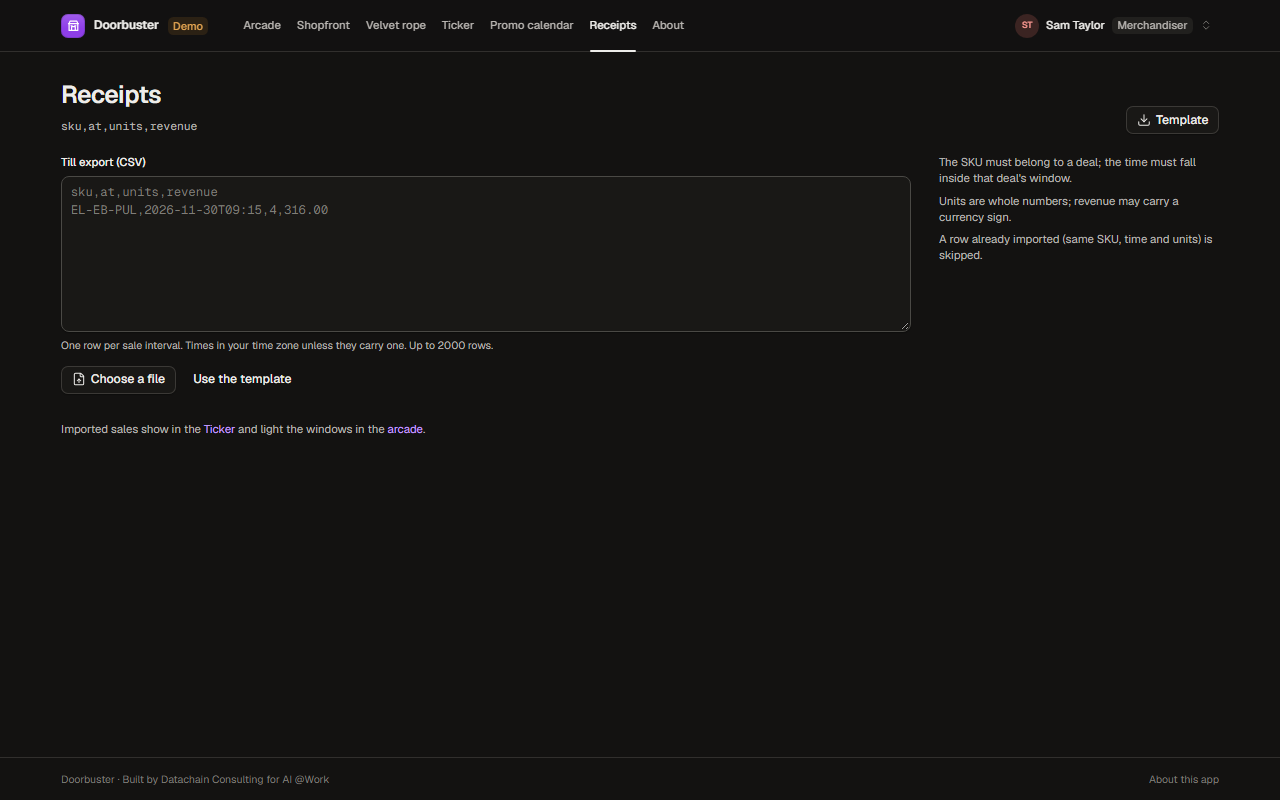 Doorbuster Demo Arcade Shopfront Velvet rope Ticker Promo calendar Receipts About ST Sam Taylor Merchandiser
Receipts
sku,at,units,revenue
Template
Till export (CSV)
sku,at,units,revenue
EL-EB-PUL,2026-11-30T09:15,4,316.00
One row per sale interval. Times in your time zone unless they carry one. Up to 2000 rows.
Choose a file Use the template
Imported sales show in the Ticker and light the windows in the arcade.
The SKU must belong to a deal; the time must fall
inside that deal's window.
Units are whole numbers; revenue may carry a
currency sign.
A row already imported (same SKU, time and units) is
skipped.
Doorbuster · Built by Datachain Consulting for AI @Work
About this app